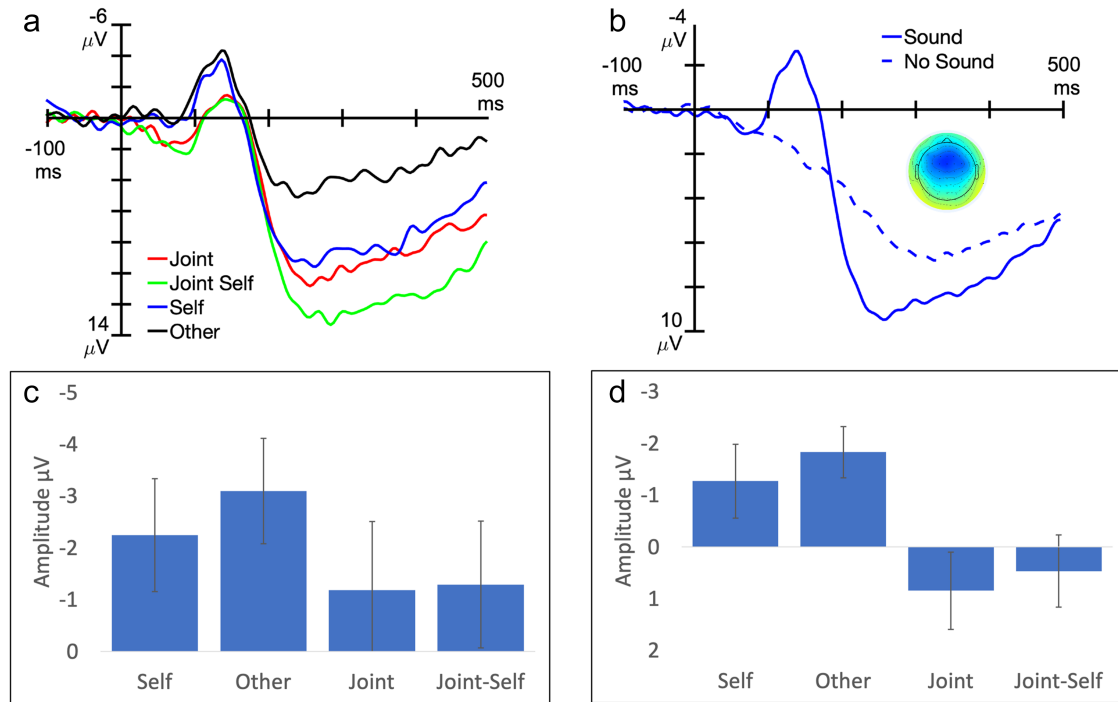 a
-6
μV
500
ms
-100
ms
Joint
Joint Self
Self
Other
14
μV
b
-4
μV
Sound
No Sound
-100
ms
500
ms
10
μV
c
-5
-4
-3
-2
-1
0
Amplitude μV
Self
Other
Joint
Joint-Self
d
-3
-2
-1
0
1
2
Amplitude μV
Self
Other
Joint
Joint-Self